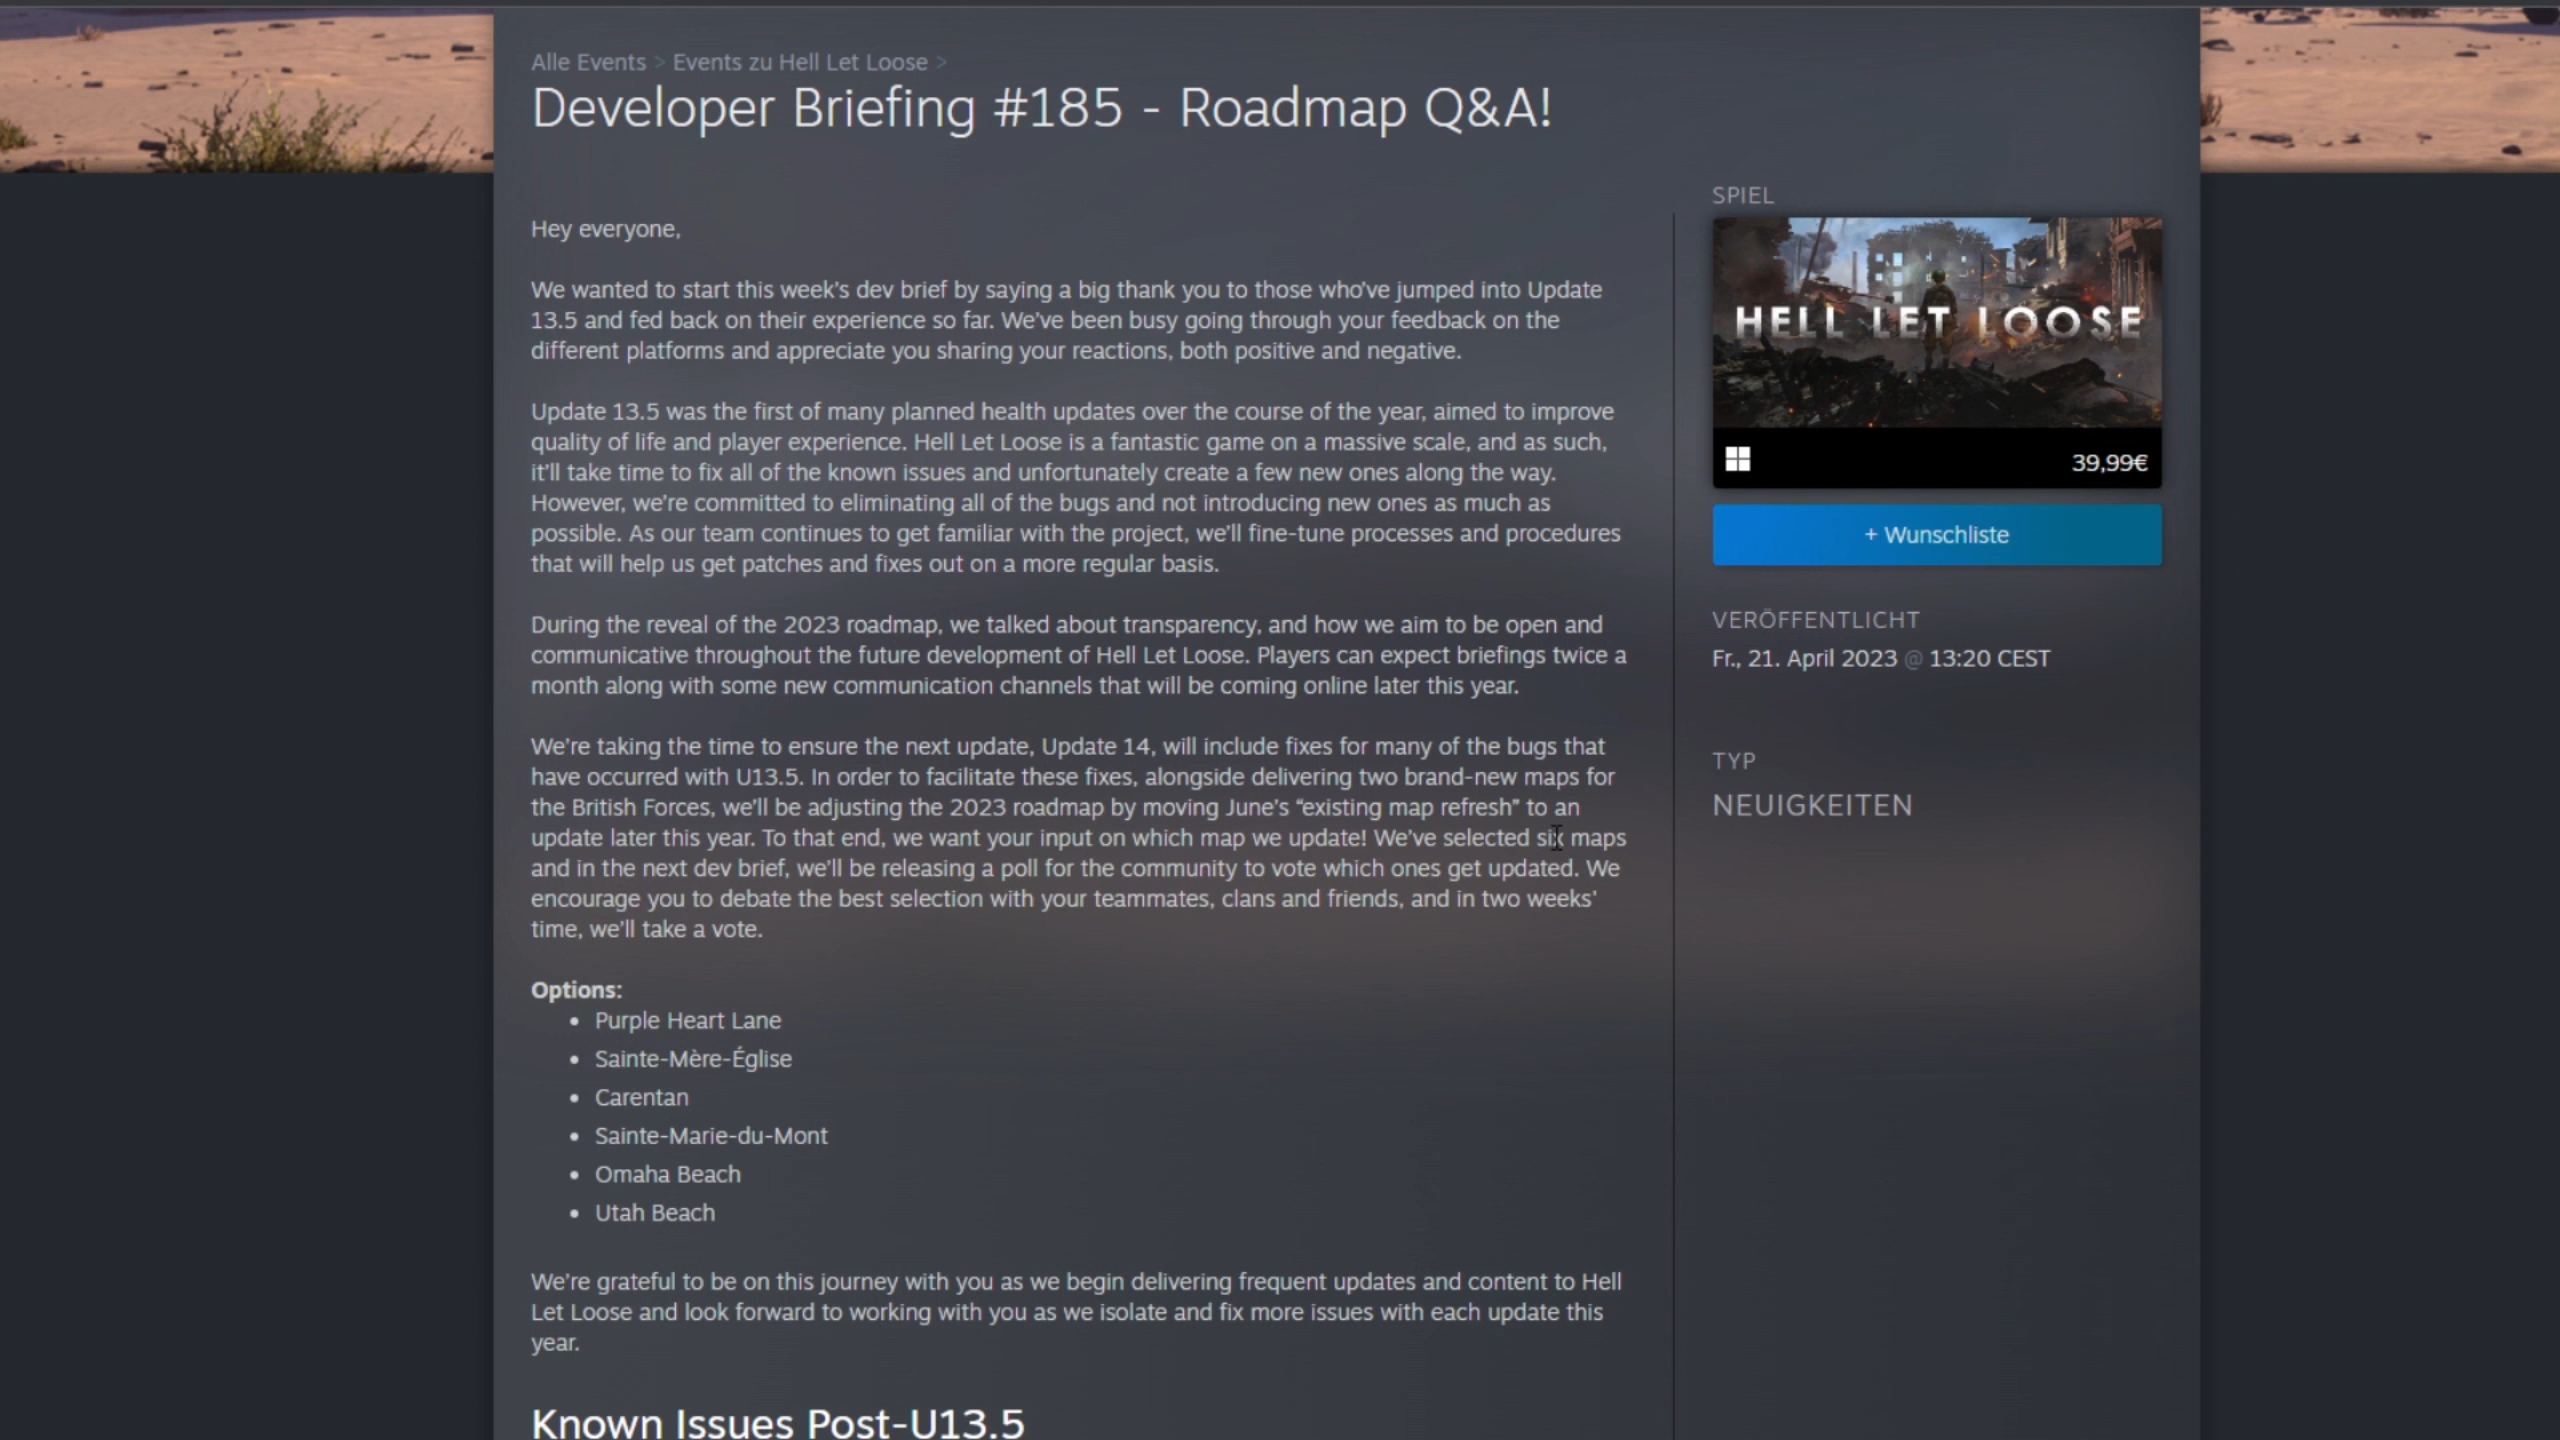 Alle Events > Events zu Hell Let Loose >
Developer Briefing #185 - Roadmap Q&A!
Hey everyone,
We wanted to start this week's dev brief by saying a big thank you to those who've jumped into Update
13.5 and fed back on their experience so far. We've been busy going through your feedback on the
different platforms and appreciate you sharing your reactions, both positive and negative.
Update 13.5 was the first of many planned health updates over the course of the year, aimed to improve
quality of life and player experience. Hell Let Loose is a fantastic game on a massive scale, and as such,
it'll take time to fix all of the known issues and unfortunately create a few new ones along the way.
However, we're committed to eliminating all of the bugs and not introducing new ones as much as
possible. As our team continues to get familiar with the project, we'll fine-tune processes and procedures
that will help us get patches and fixes out on a more regular basis.
During the reveal of the 2023 roadmap, we talked about transparency, and how we aim to be open and
communicative throughout the future development of Hell Let Loose. Players can expect briefings twice a
month along with some new communication channels that will be coming online later this year.
We're taking the time to ensure the next update, Update 14, will include fixes for many of the bugs that
have occurred with U13.5. In order to facilitate these fixes, alongside delivering two brand-new maps for
the British Forces, we'll be adjusting the 2023 roadmap by moving June's “existing map refresh” to an
update later this year. To that end, we want your input on which map we update! We've selected six maps
and in the next dev brief, we'll be releasing a poll for the community to vote which ones get updated. We
encourage you to debate the best selection with your teammates, clans and friends, and in two weeks'
time, we'll take a vote.
Options:
• Purple Heart Lane
• Sainte-Mère-Église
• Carentan
• Sainte-Marie-du-Mont
• Omaha Beach
• Utah Beach
We're grateful to be on this journey with you as we begin delivering frequent updates and content to Hell
Let Loose and look forward to working with you as we isolate and fix more issues with each update this
year.
Known Issues Post-U13.5
SPIEL
HELL LET LOOSE
39,99€
+ Wunschliste
VERÖFFENTLICHT
Fr., 21. April 2023 @ 13:20 CEST
TYP
NEUIGKEITEN